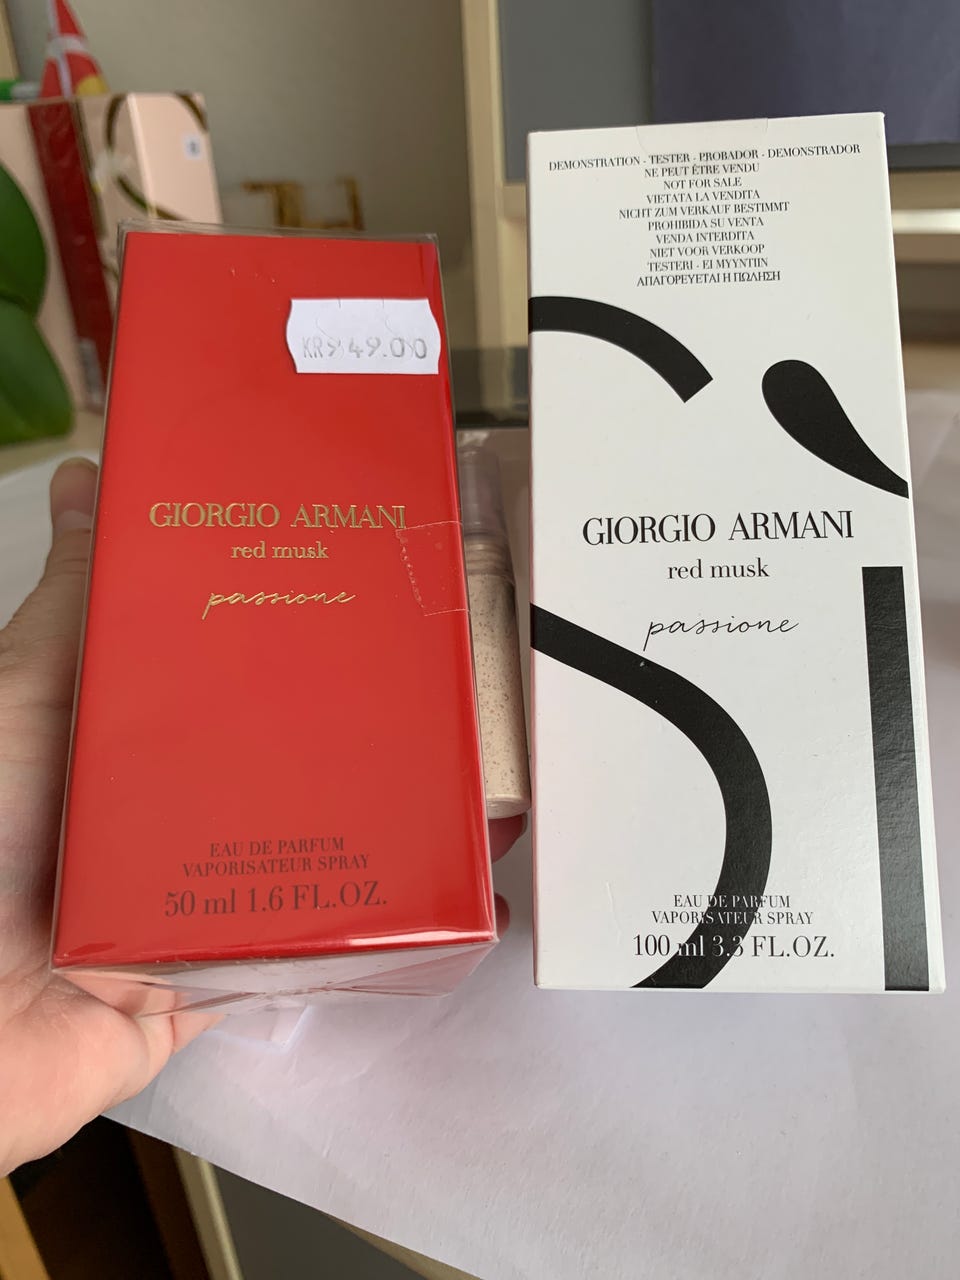 KR 49.00
GIORGIO ARMANI
red musk
passione
EAU DE PARFUM
VAPORISATEUR SPRAY
50 ml 1.6 FL.OZ.
DEMONSTRATION - TESTER - PROBADOR - DEMONSTRADOR
NE PEUT ÊTRE VENDU
NOT FOR SALE
VIETATA LA VENDITA
NICHT ZUM VERKAUF BESTIMMT
PROHIBIDA SU VENTA
VENDA INTERDITA
NIET VOOR VERKOOP
TESTERI - EI MYYNTIIN
ΑΠΑΓΟΡΕΥΕΤΑΙ Η ΠΩΛΗΣΗ
Sì
GIORGIO ARMANI
red musk
passione
EAU DE PARFUM
VAPORISATEUR SPRAY
100 ml 3.3 FL.OZ.